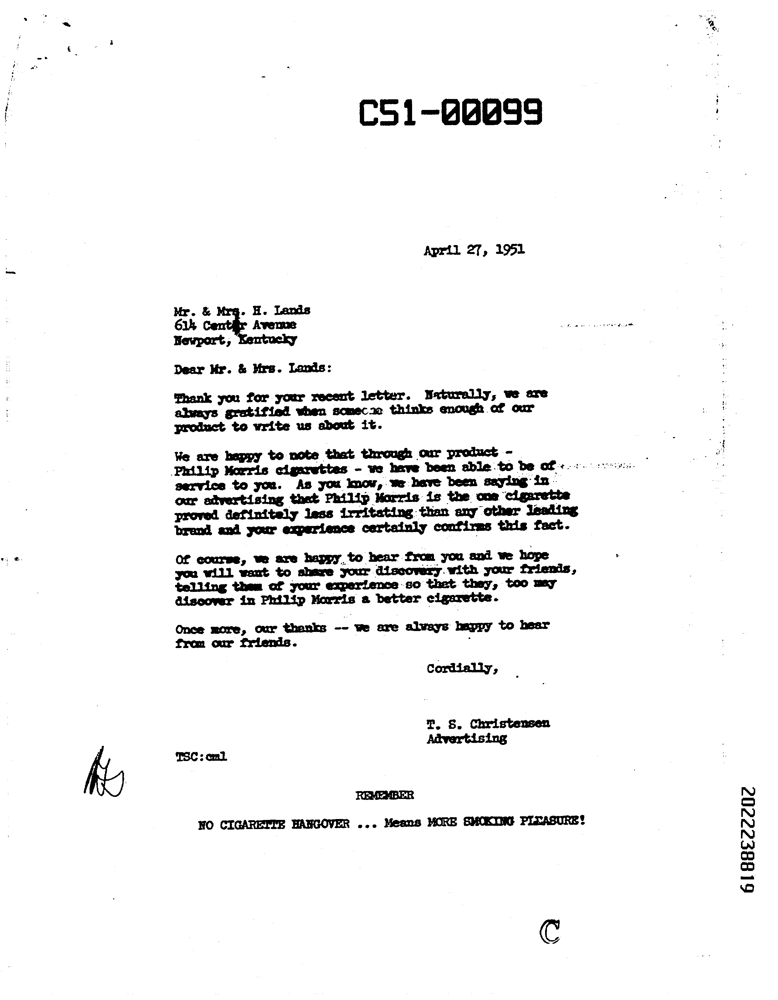 C51-00099
April 27, 1951
Mr. & Mrs. H. Lands
614 Center Avenue
Newport, Kentucky
Dear Mr. & Mrs. Lands:
Thank you for your recent letter. Naturally, we are
always gratified when someone thinks enough of our
product to write us about it.
We are happy to note that through our product -
Philip Morris cigarettes - we have been able to be of
service to you. As you know, we have been saying in
our advertising that Philip Morris is the one cigarette
proved definitely less irritating than any other leading
brand and your experience certainly confirms this fact.
Of course, we are happy to hear from you and we hope
you will want to share your discovery with your friends,
telling them of your experience so that they, too may
discover in Philip Morris a better cigarette.
Once more, our thanks -- we are always happy to hear
from our friends.
Cordially,
T. S. Christensen
Advertising
TSC:cml
REMEMBER
NO CIGARETTE HANGOVER ... Means MORE SMOKING PLEASURE!
2022238819
C